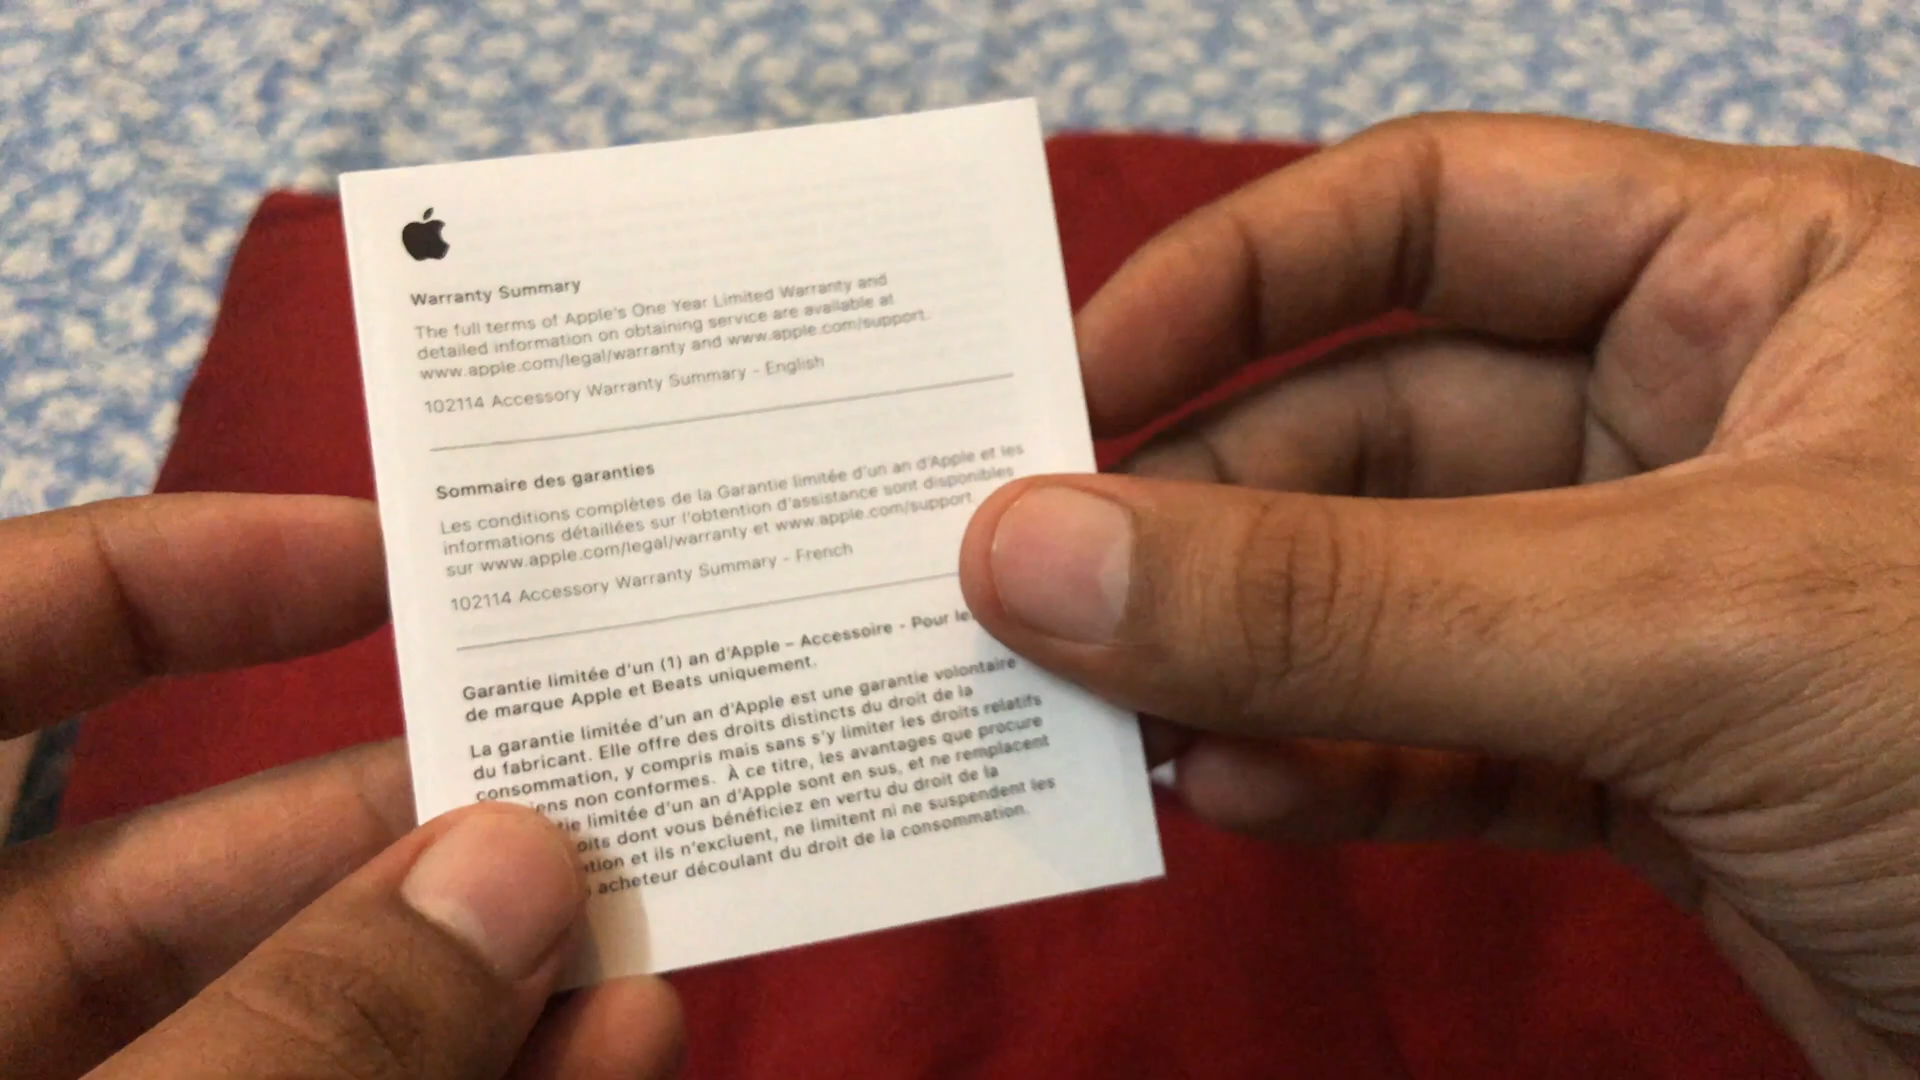 Warranty Summary
The full terms of Apple's One Year Limited Warranty and
detailed information on obtaining service are available at
www.apple.com/legal/warranty and www.apple.com/support.
102114 Accessory Warranty Summary - English
Sommaire des garanties
Les conditions complètes de la Garantie limitée d'un an d'Apple et les
informations détaillées sur l'obtention d'assistance sont disponibles
sur www.apple.com/legal/warranty et www.apple.com/support
102114 Accessory Warranty Summary - French
Garantie limitée d'un (1) an d'Apple – Accessoire - Pour
de marque Apple et Beats uniquement.
La garantie limitée d'un an d'Apple est une garantie volontaire
du fabricant. Elle offre des droits distincts du droit de la
consommation, y compris mais sans s'y limiter les droits relatifs
non conformes. À ce titre, les avantages que procure
limitée d'un an d'Apple sont en sus, et ne remplacent
dont vous bénéficiez en vertu du droit de la
et ils n'excluent, ne limitent ni ne suspendent les
acheteur découlant du droit de la consommation.